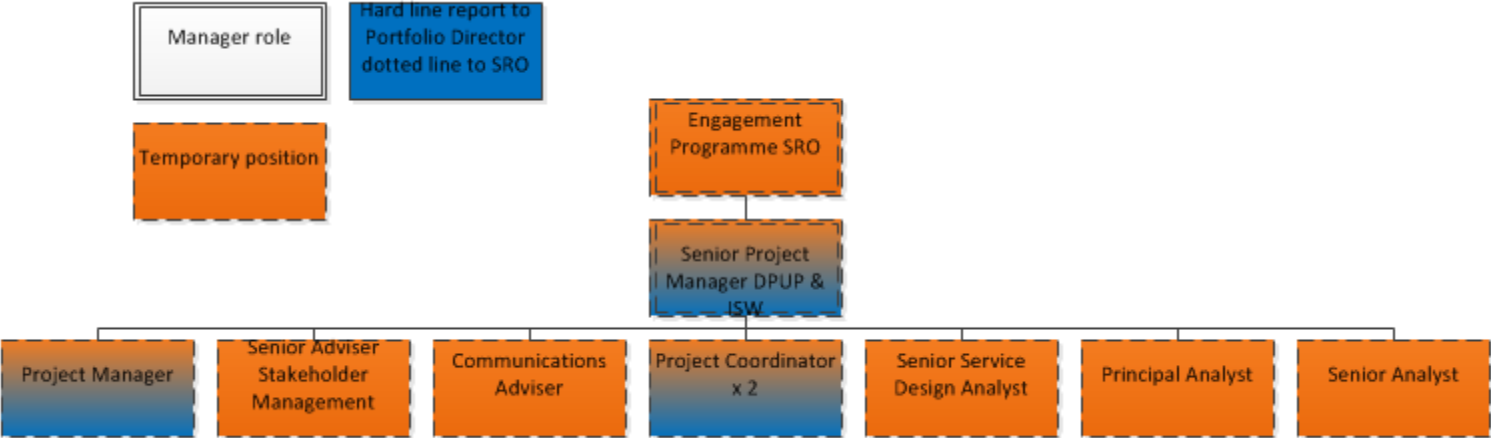 Manager role
Hard line report to
Portfolio Director
dotted line to SRO
Temporary position
Engagement
Programme SRO
Senior Project
Manager DPUP &
ISW
Project Manager
Senior Adviser
Stakeholder
Management
Communications
Adviser
Project Coordinator
x 2
Senior Service
Design Analyst
Principal Analyst
Senior Analyst